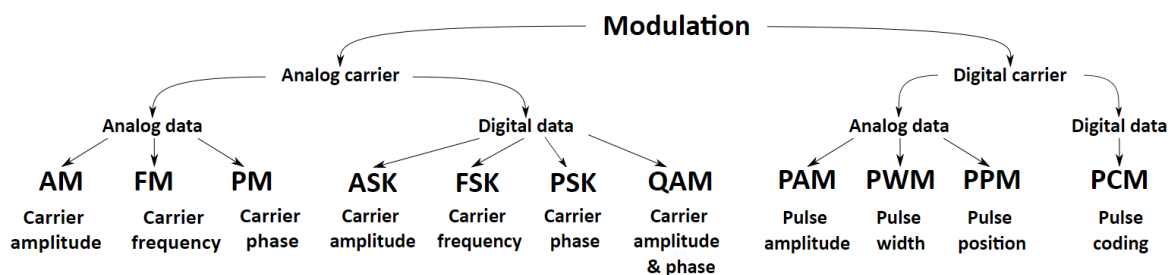 Modulation
Analog carrier
Digital carrier
Analog data
Digital data
Analog data
Digital data
AM
FM
PM
ASK
FSK
PSK
QAM
PAM
PWM
PPM
PCM
Carrier
amplitude
Carrier
frequency
Carrier
phase
Carrier
amplitude
Carrier
frequency
Carrier
phase
Carrier
amplitude
& phase
Pulse
amplitude
Pulse
width
Pulse
position
Pulse
coding